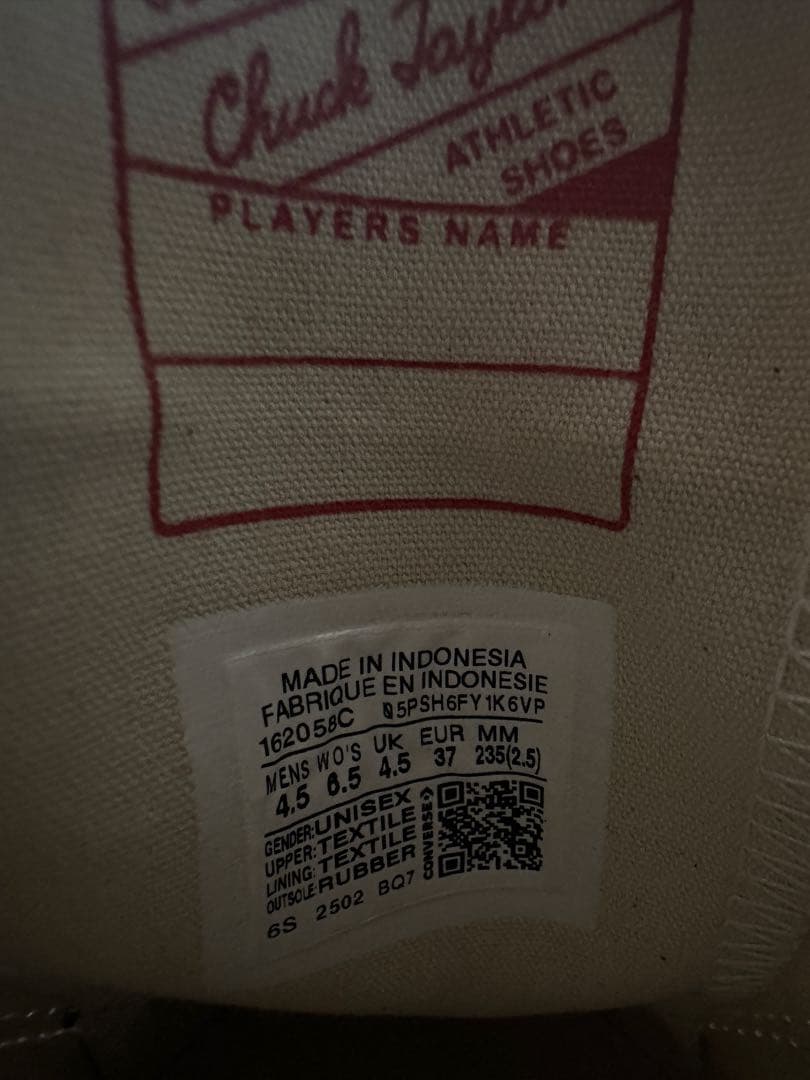 Chuck Taylor
ATHLETIC
SHOES
PLAYERS NAME
MADE IN INDONESIA
FABRIQUE EN INDONESIE
162058C 05PSH6FY1K6VP
MENS WO'S UK EUR MM
4.5 6.5 4.5 37 235(2.5)
GENDER:UNISEX
UPPER:TEXTILE
LINING:TEXTILE
OUTSOLE:RUBBER
CONVERSE
6S 2502 BQ7